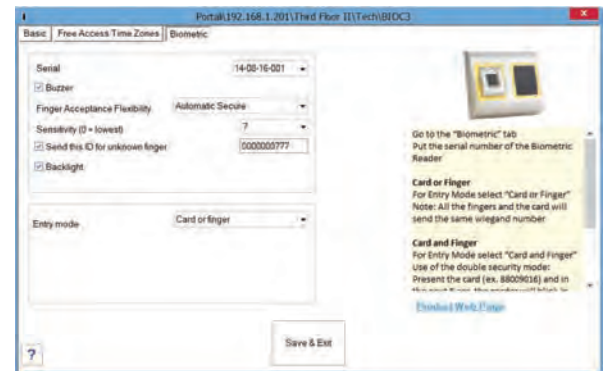 Portal\192.168.1.201\Third Floor II\Tech\BIOC3
Basic
Free Access Time Zones
Biometric
Serial
14-08-16-001
Buzzer
Finger Acceptance Flexibility
Automatic Secure
Sensitivity (0 = lowest)
7
Send this ID for unknown finger
0000000777
Backlight
Entry mode
Card or finger
Save & Exit
?
Go to the "Biometric" tab
Put the serial number of the Biometric
Reader
Card or Finger
For Entry Mode select "Card or Finger"
Note: All the fingers and the card will
send the same wiegand number
Card and Finger
For Entry Mode select "Card and Finger"
Use of the double security mode:
Present the card (ex. 88009016) and in
Product Web Page